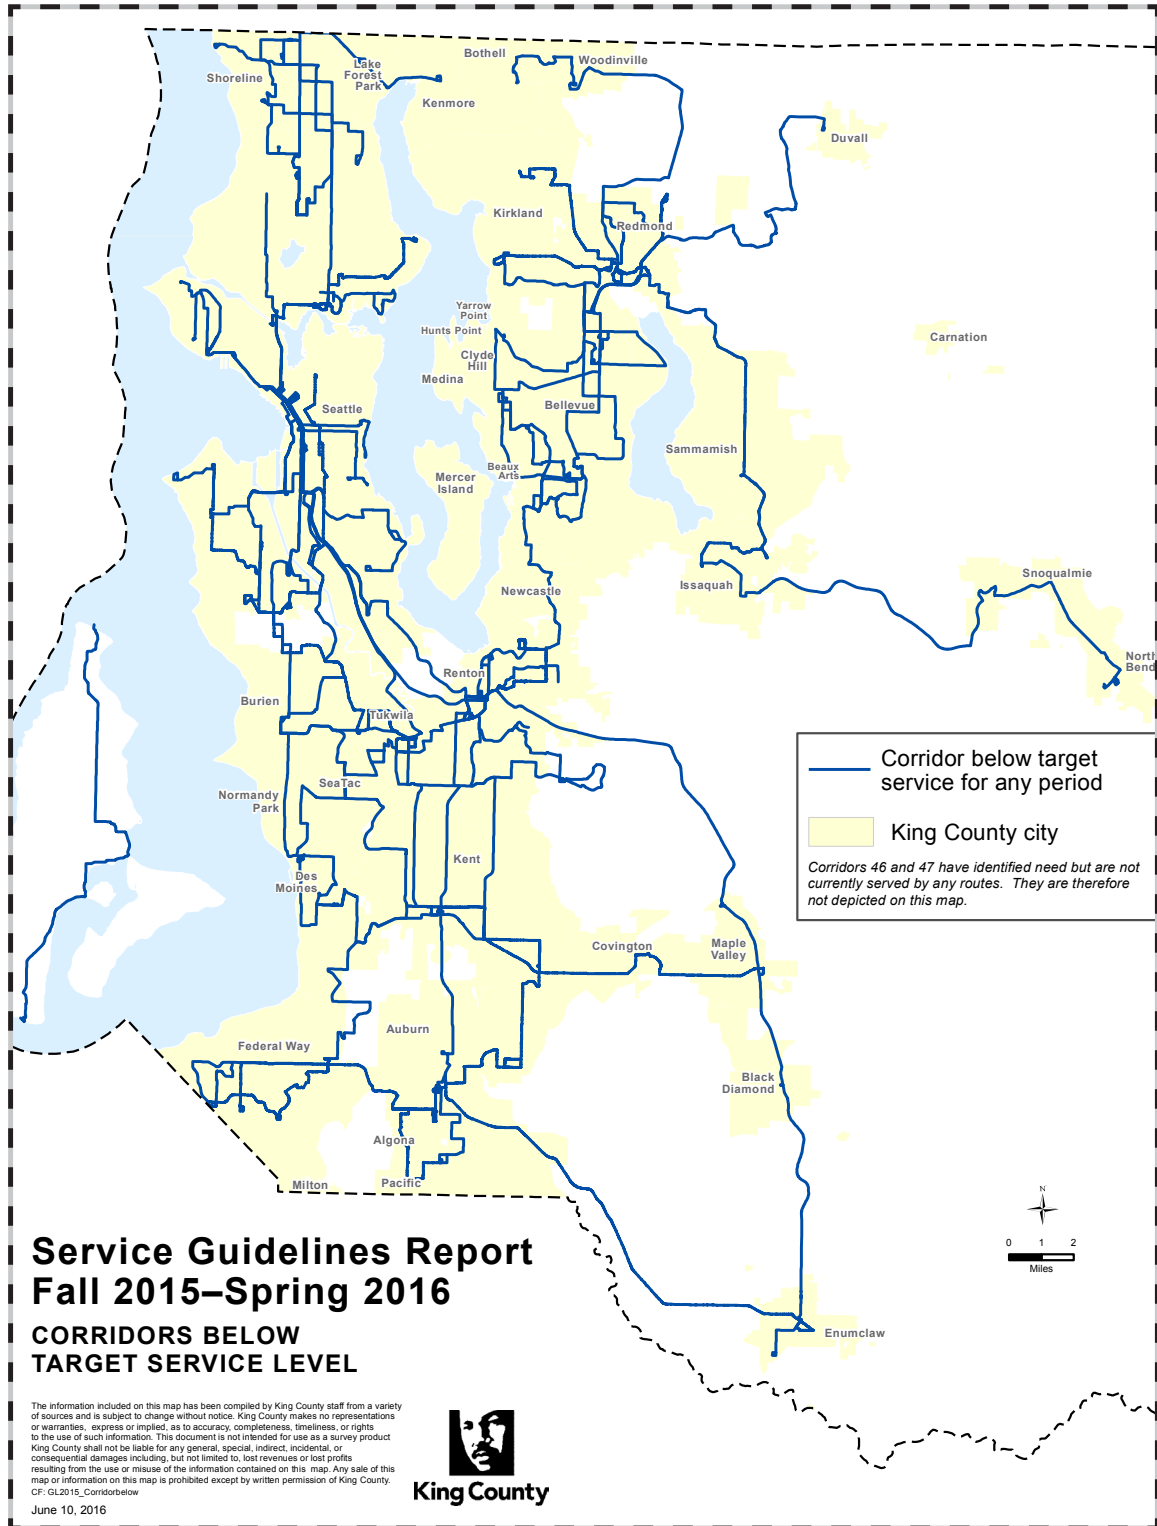 Bothell
Woodinville
Shoreline
Lake
Forest
Park
Kenmore
Duvall
Kirkland
Redmond
Yarrow
Point
Hunts Point
Carnation
Clyde
Hill
Medina
Seattle
Bellevue
Sammamish
Beaux
Arts
Mercer
Island
Snoqualmie
Issaquah
Newcastle
North
Bend
Renton
Burien
Tukwila
SeaTac
Normandy
Park
Corridor below target
service for any period
King County city
Corridors 46 and 47 have identified need but are not
currently served by any routes. They are therefore
not depicted on this map.
Kent
Des
Moines
Covington
Maple
Valley
Auburn
Federal Way
Black
Diamond
Algona
Milton
Pacific
N
0 1 2
Miles
Service Guidelines Report
Fall 2015–Spring 2016
CORRIDORS BELOW
TARGET SERVICE LEVEL
Enumclaw
The information included on this map has been compiled by King County staff from a variety
of sources and is subject to change without notice. King County makes no representations
or warranties, express or implied, as to accuracy, completeness, timeliness, or rights
to the use of such information. This document is not intended for use as a survey product
King County shall not be liable for any general, special, indirect, incidental, or
consequential damages including, but not limited to, lost revenues or lost profits
resulting from the use or misuse of the information contained on this map. Any sale of this
map or information on this map is prohibited except by written permission of King County.
CF: GL2015_Corridorbelow
June 10, 2016
King County